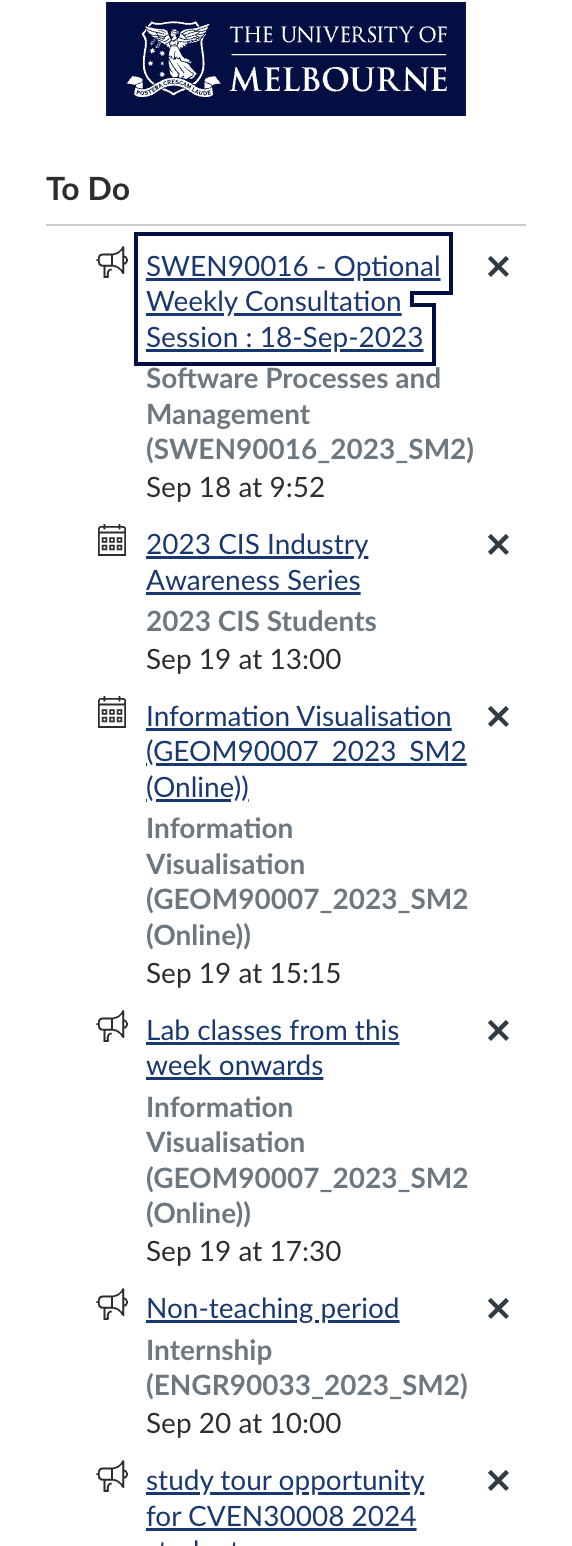 POSTERA CRESCAM LAUDE
THE UNIVERSITY OF
MELBOURNE
To Do
SWEN90016 - Optional
Weekly Consultation
Session : 18-Sep-2023
Software Processes and
Management
(SWEN90016_2023_SM2)
Sep 18 at 9:52
2023 CIS Industry
Awareness Series
2023 CIS Students
Sep 19 at 13:00
Information Visualisation
(GEOM90007_2023_SM2
(Online))
Information
Visualisation
(GEOM90007_2023_SM2
(Online))
Sep 19 at 15:15
Lab classes from this
week onwards
Information
Visualisation
(GEOM90007_2023_SM2
(Online))
Sep 19 at 17:30
Non-teaching period
Internship
(ENGR90033_2023_SM2)
Sep 20 at 10:00
study tour opportunity
for CVEN30008 2024